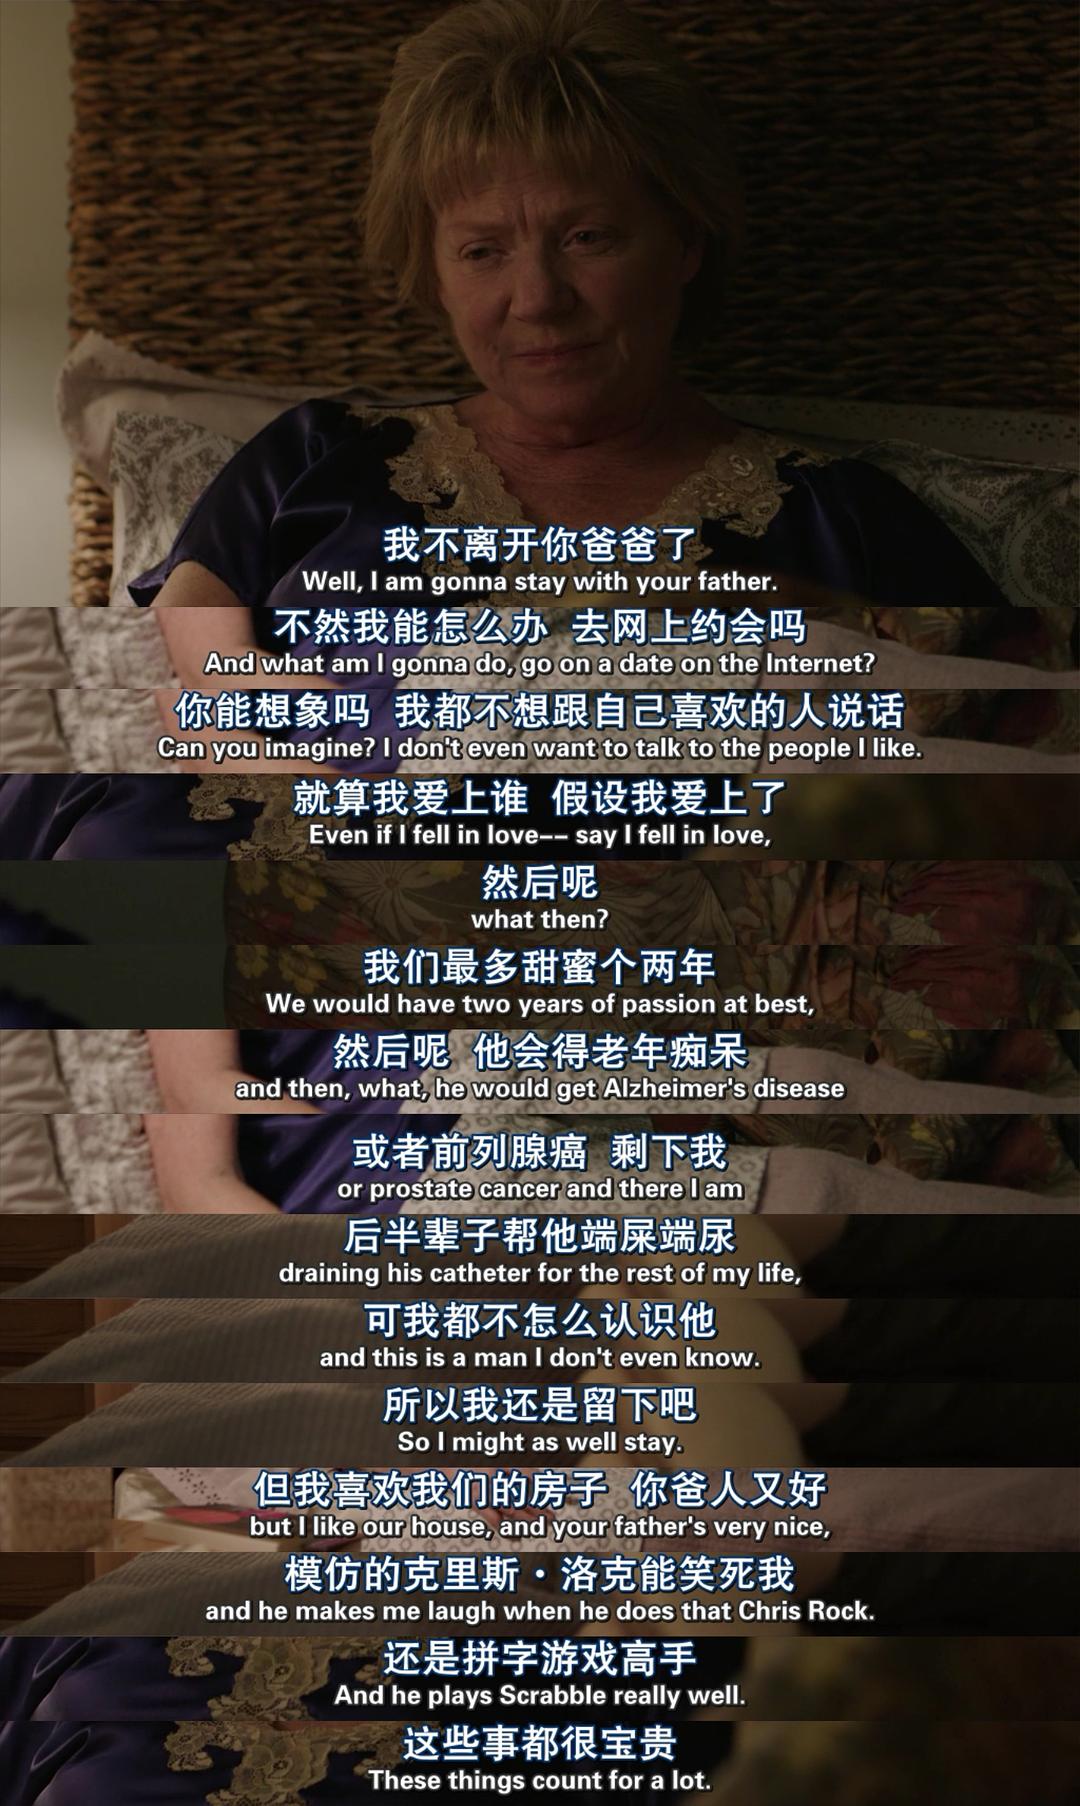 我不离开你爸爸了
Well, I am gonna stay with your father.
不然我能怎么办 去网上约会吗
And what am I gonna do, go on a date on the Internet?
你能想象吗 我都不想跟自己喜欢的人说话
Can you imagine? I don't even want to talk to the people I like.
就算我爱上谁 假设我爱上了
Even if I fell in love-- say I fell in love,
然后呢
what then?
我们最多甜蜜个两年
We would have two years of passion at best,
然后呢 他会得老年痴呆
and then, what, he would get Alzheimer's disease
或者前列腺癌 剩下我
or prostate cancer and there I am
后半辈子帮他端屎端尿
draining his catheter for the rest of my life,
可我都不怎么认识他
and this is a man I don't even know.
所以我还是留下吧
So I might as well stay.
但我喜欢我们的房子 你爸人又好
but I like our house, and your father's very nice,
模仿的克里斯·洛克能笑死我
and he makes me laugh when he does that Chris Rock.
还是拼字游戏高手
And he plays Scrabble really well.
这些事都很宝贵
These things count for a lot.